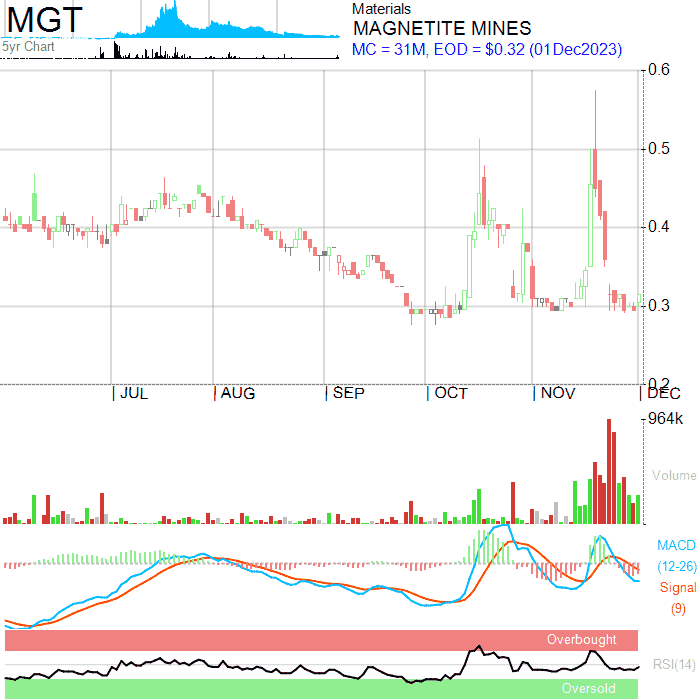 MGT
5yr Chart
Materials
MAGNETITE MINES
MC = 31M, EOD = $0.32 (01Dec2023)
0.6
0.5
0.4
0.3
0.2
JUL
AUG
SEP
OCT
NOV
DEC
964k
Volume
MACD
(12-26)
Signal
(9)
Overbought
RSI(14)
Oversold